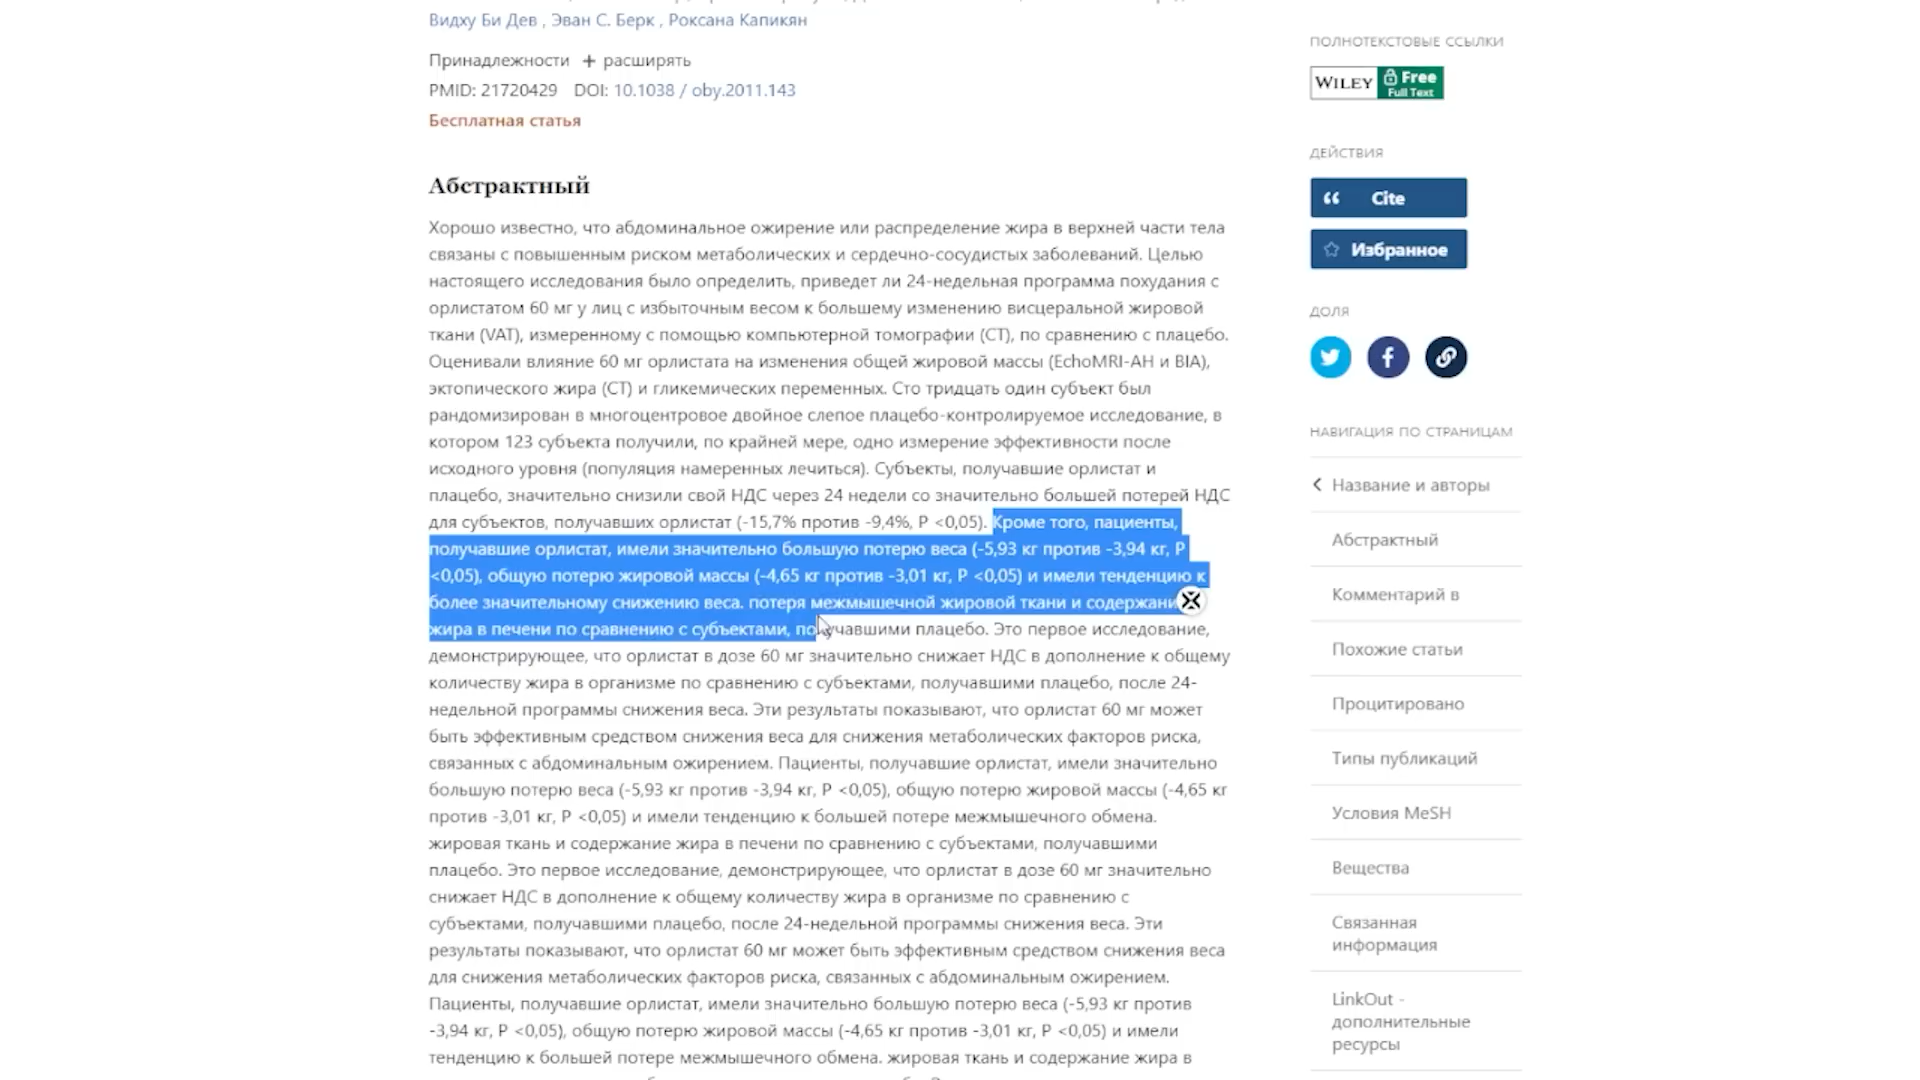 Видху Би Дев , Эван С. Берк , Роксана Капикян
Принадлежности + расширять
PMID: 21720429 DOI: 10.1038 / oby.2011.143
Бесплатная статья
Абстрактный
Хорошо известно, что абдоминальное ожирение или распределение жира в верхней части тела
связаны с повышенным риском метаболических и сердечно-сосудистых заболеваний. Целью
настоящего исследования было определить, приведет ли 24-недельная программа похудания с
орлистатом 60 мг у лиц с избыточным весом к большему изменению висцеральной жировой
ткани (VAT), измеренному с помощью компьютерной томографии (CT), по сравнению с плацебо.
Оценивали влияние 60 мг орлистата на изменения общей жировой массы (EchoMRI-AH и BIA),
эктопического жира (CT) и гликемических переменных. Сто тридцать один субъект был
рандомизирован в многоцентровое двойное слепое плацебо-контролируемое исследование, в
котором 123 субъекта получили, по крайней мере, одно измерение эффективности после
исходного уровня (популяция намеренных лечиться). Субъекты, получавшие орлистат и
плацебо, значительно снизили свой НДС через 24 недели со значительно большей потерей НДС
для субъектов, получавших орлистат (-15,7% против -9,4%, P <0,05). Кроме того, пациенты,
получавшие орлистат, имели значительно большую потерю веса (-5,93 кг против -3,94 кг, P
<0,05), общую потерю жировой массы (-4,65 кг против -3,01 кг, P <0,05) и имели тенденцию к
более значительному снижению веса. потеря межмышечной жировой ткани и содержани
жира в печени по сравнению с субъектами, получавшими плацебо. Это первое исследование,
демонстрирующее, что орлистат в дозе 60 мг значительно снижает НДС в дополнение к общему
количеству жира в организме по сравнению с субъектами, получавшими плацебо, после 24-
недельной программы снижения веса. Эти результаты показывают, что орлистат 60 мг может
быть эффективным средством снижения веса для снижения метаболических факторов риска,
связанных с абдоминальным ожирением. Пациенты, получавшие орлистат, имели значительно
большую потерю веса (-5,93 кг против -3,94 кг, P <0,05), общую потерю жировой массы (-4,65 кг
против -3,01 кг, P <0,05) и имели тенденцию к большей потере межмышечного обмена.
жировая ткань и содержание жира в печени по сравнению с субъектами, получавшими
плацебо. Это первое исследование, демонстрирующее, что орлистат в дозе 60 мг значительно
снижает НДС в дополнение к общему количеству жира в организме по сравнению с
субъектами, получавшими плацебо, после 24-недельной программы снижения веса. Эти
результаты показывают, что орлистат 60 мг может быть эффективным средством снижения веса
для снижения метаболических факторов риска, связанных с абдоминальным ожирением.
Пациенты, получавшие орлистат, имели значительно большую потерю веса (-5,93 кг против
-3,94 кг, P <0,05), общую потерю жировой массы (-4,65 кг против -3,01 кг, P <0,05) и имели
тенденцию к большей потере межмышечного обмена. жировая ткань и содержание жира в
ПОЛНОТЕКСТОВЫЕ ССЫЛКИ
WILEY Free
Full Text
ДЕЙСТВИЯ
Cite
Избранное
ДОЛЯ
НАВИГАЦИЯ ПО СТРАНИЦАМ
Название и авторы
Абстрактный
Комментарий в
Похожие статьи
Процитировано
Типы публикаций
Условия MeSH
Вещества
Связанная
информация
LinkOut -
дополнительные
ресурсы